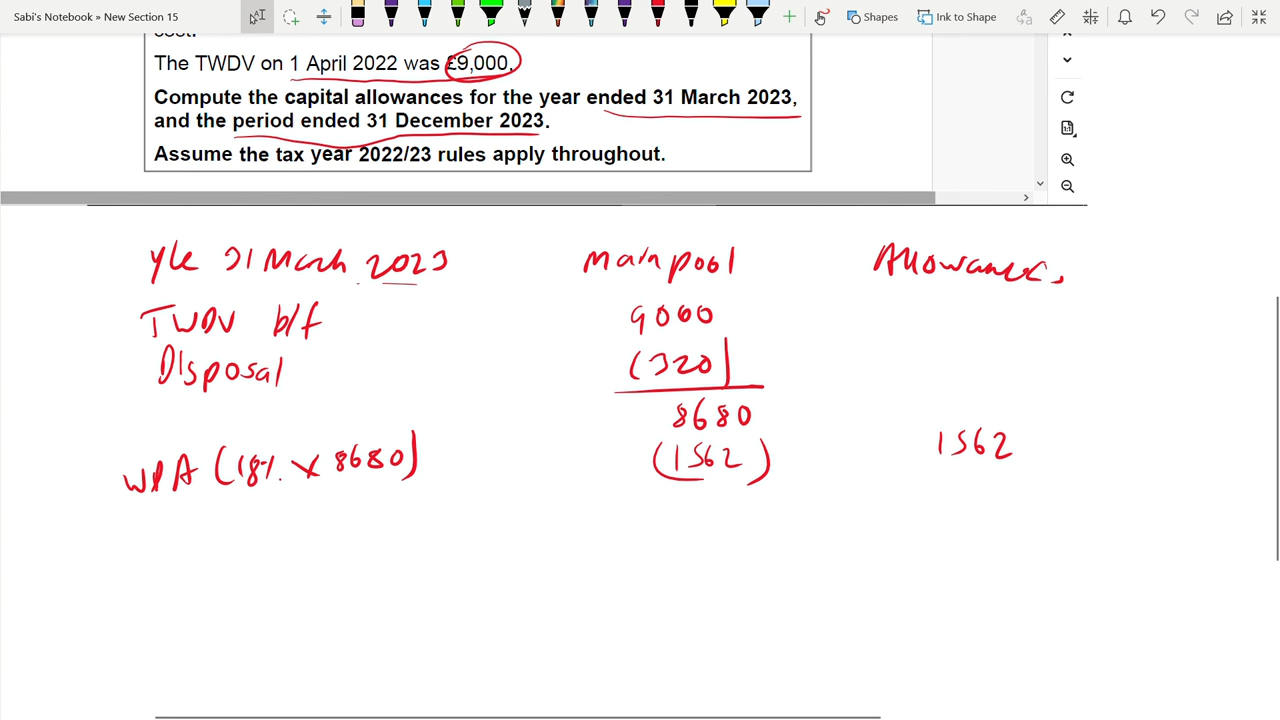 Sabi's Notebook » New Section 15
Shapes
Ink to Shape
The TWDV on 1 April 2022 was £9,000.
Compute the capital allowances for the year ended 31 March 2023,
and the period ended 31 December 2023.
Assume the tax year 2022/23 rules apply throughout.
Yle 31 March 2023 Main pool Allowances
TWDV b/f 9000
Disposal (320)
8680
WDA (18% x 8680) (1562) 1562